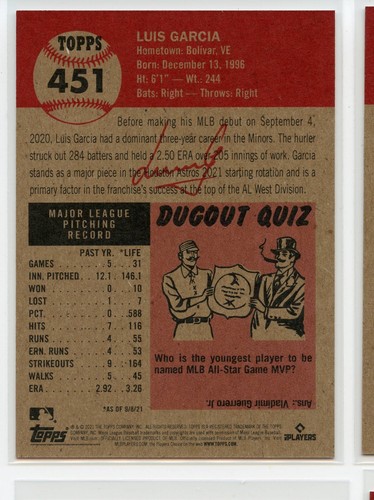 TOPPS
451
LUIS GARCIA
Hometown: Bolivar, VE
Born: December 13, 1996
Ht: 6'1" — Wt.: 244
Bats: Right — Throws: Right
Before making his MLB debut on September 4,
2020, Luis Garcia had a dominant three-year career in the Minors. The
hurler struck out 284 batters and held a 2.50 ERA over 205 innings of work. Garcia
stands as a major piece in the Houston Astros 2021 starting rotation and is a
primary factor in the franchise's success at the top of the AL West Division.
MAJOR LEAGUE
PITCHING
RECORD
PAST YR. *LIFE
GAMES 5 31
INN. PITCHED 12.1 146.1
WON 0 10
LOST 1 7
PCT. .0 .588
HITS 7 116
RUNS 4 55
ERN. RUNS 4 53
STRIKEOUTS 9 164
WALKS 5 45
ERA 2.92 3.26
*AS OF 9/8/21
DUGOUT QUIZ
Who is the youngest player to be
named MLB All-Star Game MVP?
Ans.: Vladimir Guerrero Jr.
Topps
PLAYERS